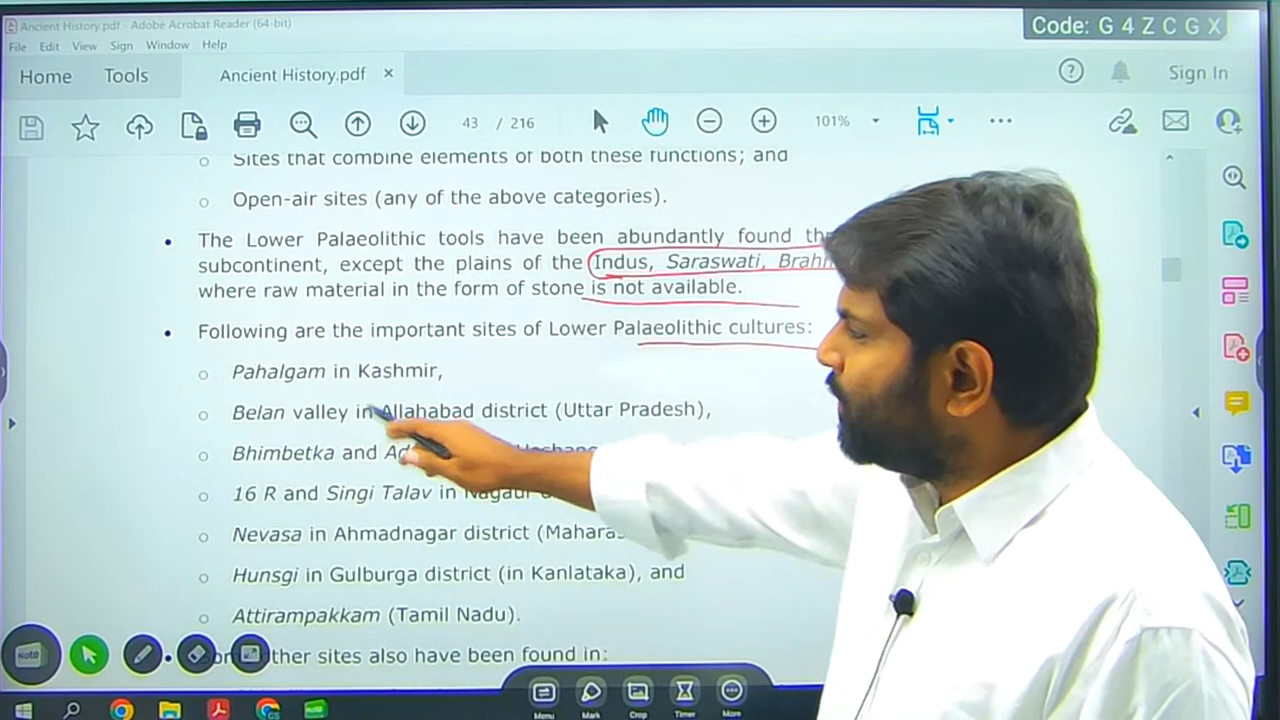 Ancient History.pdf - Adobe Acrobat Reader (64-bit)
Code: G 4 Z C G X
File Edit View Sign Window Help
Home Tools Ancient History.pdf × Sign In
43 / 216 101%
Sites that combine elements of both these functions; and
Open-air sites (any of the above categories).
The Lower Palaeolithic tools have been abundantly found
subcontinent, except the plains of the Indus, Saraswati,
where raw material in the form of stone is not available.
Following are the important sites of Lower Palaeolithic cultures:
Pahalgam in Kashmir,
Belan valley in Allahabad district (Uttar Pradesh),
Bhimbetka and
16 R and Singi Talav in Nagaur
Nevasa in Ahmadnagar district
Hunsgi in Gulburga district (in Kanlataka), and
Attirampakkam (Tamil Nadu).
other sites also have been found in:
Note
Menu Mark Crop Timer More